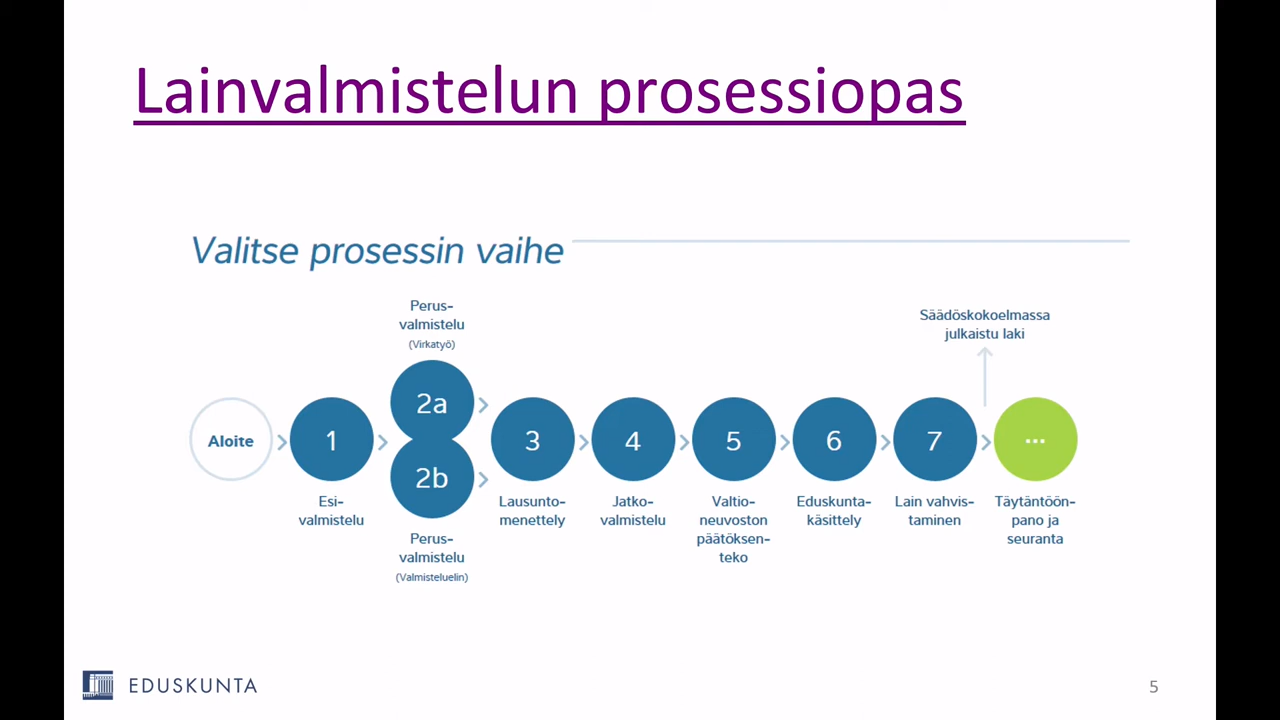 Lainvalmistelun prosessiopas
Valitse prosessin vaihe
Aloite
1
Esi-
valmistelu
Perus-
valmistelu
(Virkatyö)
2a
2b
Perus-
valmistelu
(Valmisteluelin)
3
Lausunto-
menettely
4
Jatko-
valmistelu
5
Valtio-
neuvoston
päätöksen-
teko
6
Eduskunta-
käsittely
7
Lain vahvis-
taminen
Säädöskokoelmassa
julkaistu laki
...
Täytäntöön-
pano ja
seuranta
EDUSKUNTA
5